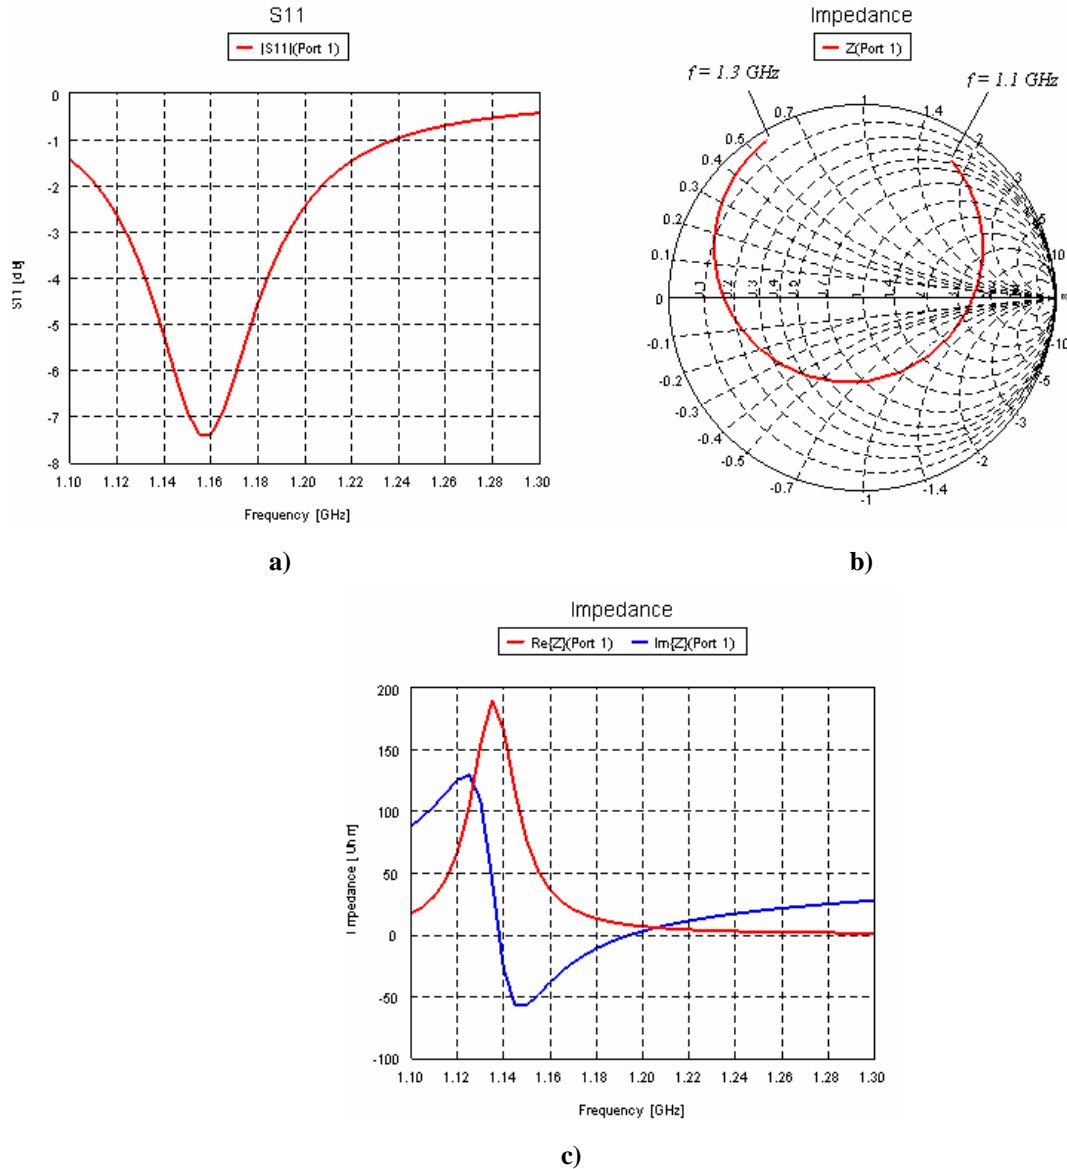 S11
|S11|(Port 1)
0
-1
-2
-3
-4
-5
-6
-7
-8
1.10 1.12 1.14 1.16 1.18 1.20 1.22 1.24 1.26 1.28 1.30
Frequency [GHz]
a)
Impedance
Z(Port 1)
f = 1.3 GHz
f = 1.1 GHz
1
0.7
1.4
0.5
2
0.4
3
0.3
0.2
5
0.1
10
0
∞
-0.1
-10
-0.2
-5
-0.3
-3
-0.4
-0.5
-2
-0.7
-1.4
-1
b)
Impedance
Re{Z}(Port 1) Im{Z}(Port 1)
200
150
100
50
0
-50
-100
Impedance
1.10 1.12 1.14 1.16 1.18 1.20 1.22 1.24 1.26 1.28 1.30
Frequency [GHz]
c)